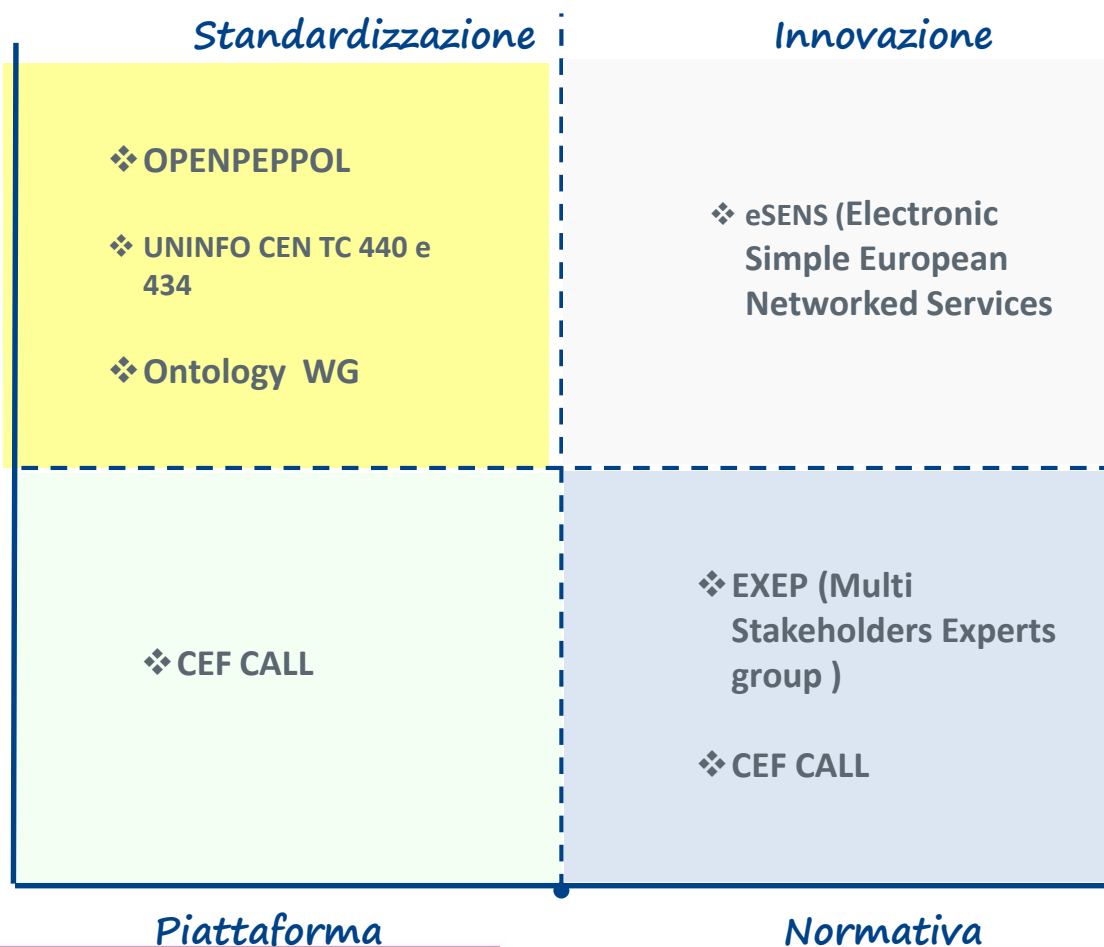 Standardizzazione
Innovazione
❖ OPENPEPPOL
❖ UNINFO CEN TC 440 e
434
❖ Ontology WG
❖ eSENS (Electronic
Simple European
Networked Services
❖ CEF CALL
❖ EXEP (Multi
Stakeholders Experts
group )
❖ CEF CALL
Piattaforma
Normativa